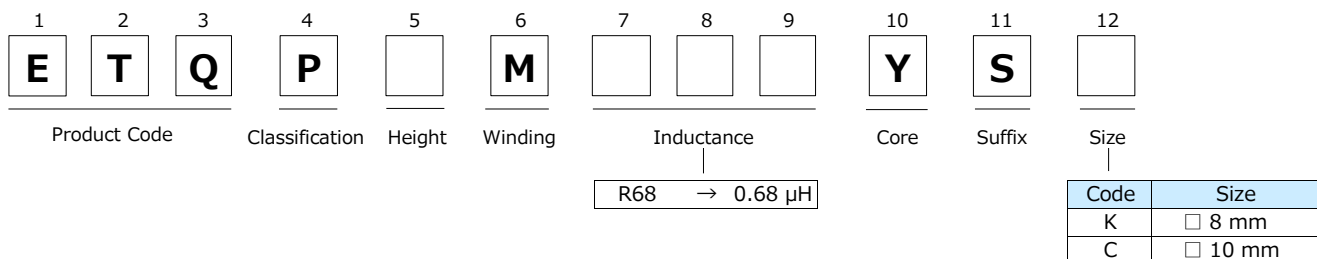 1 2 3 4 5 6 7 8 9 10 11 12
E T Q P M Y S
Product Code Classification Height Winding Inductance Core Suffix Size
R68 → 0.68 μH
Code Size
K □ 8 mm
C □ 10 mm